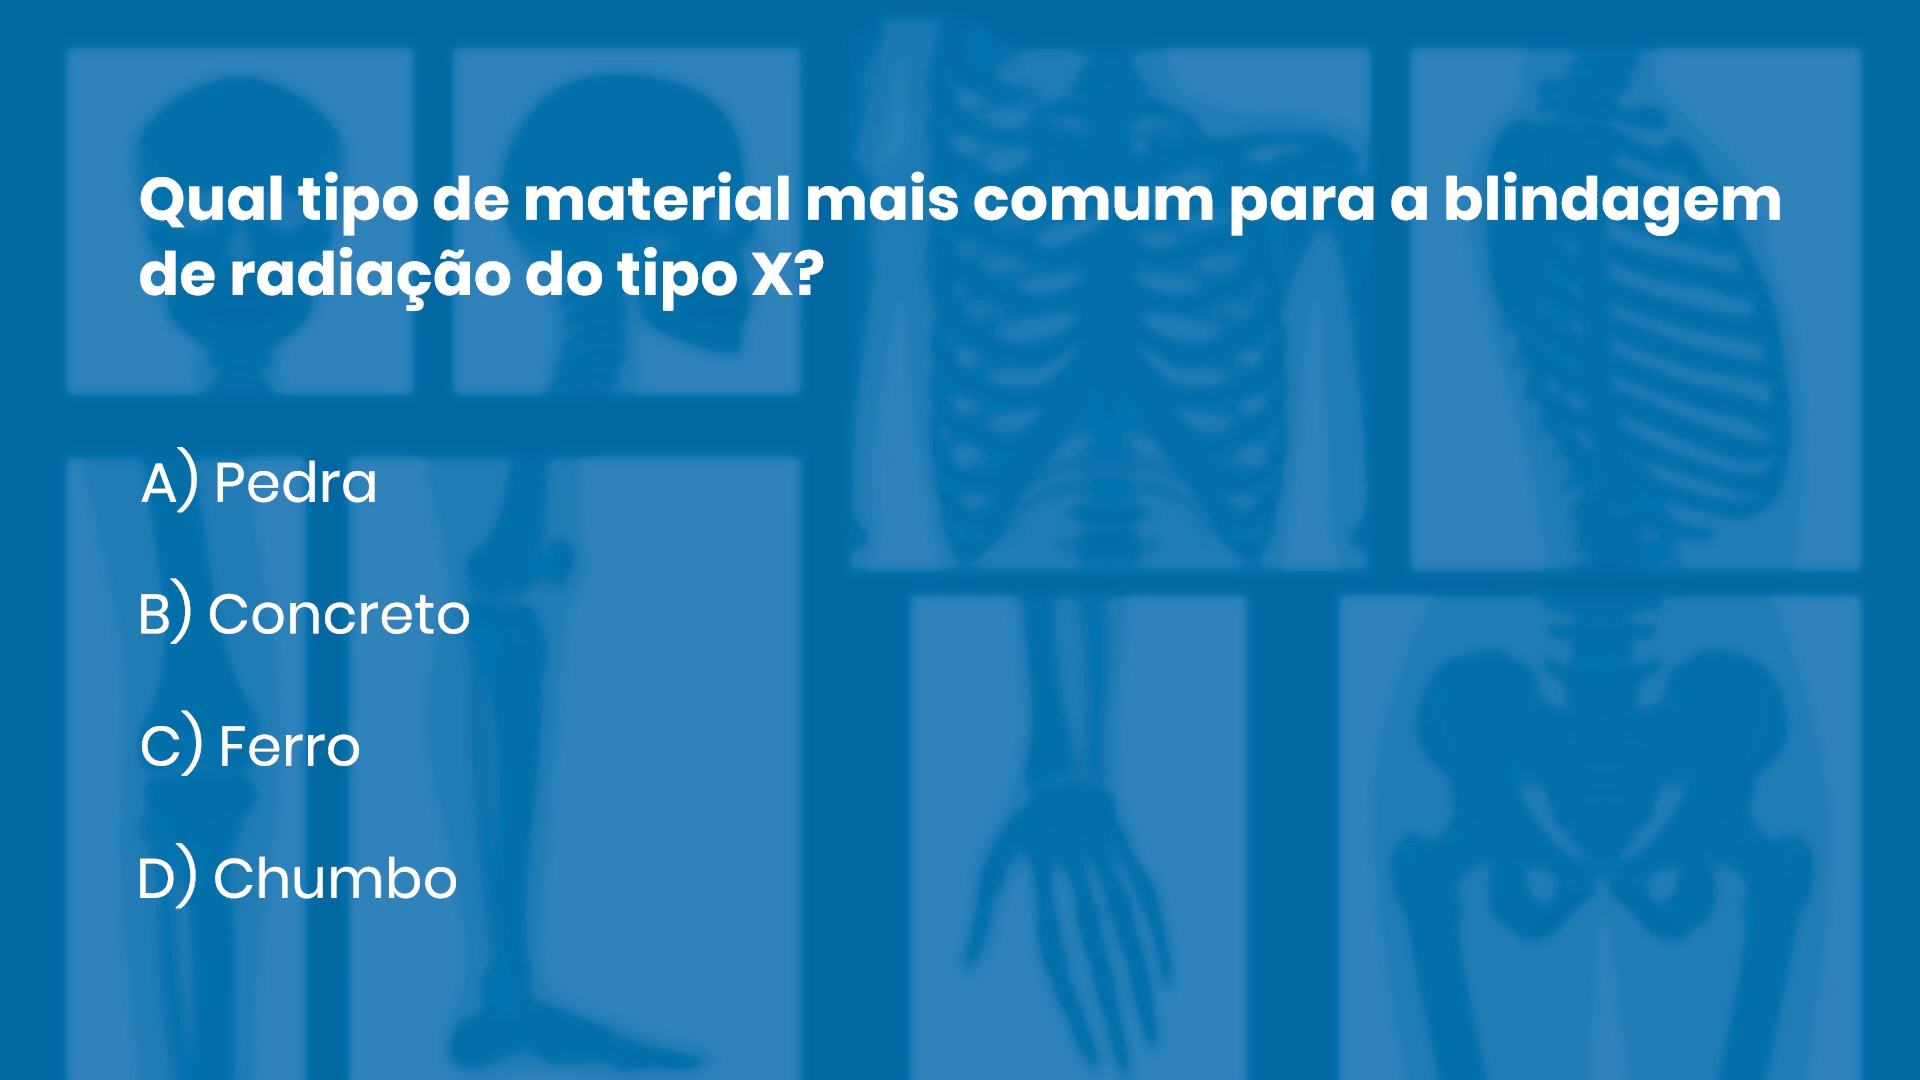 Qual tipo de material mais comum para a blindagem
de radiação do tipo X?
A) Pedra
B) Concreto
C) Ferro
D) Chumbo